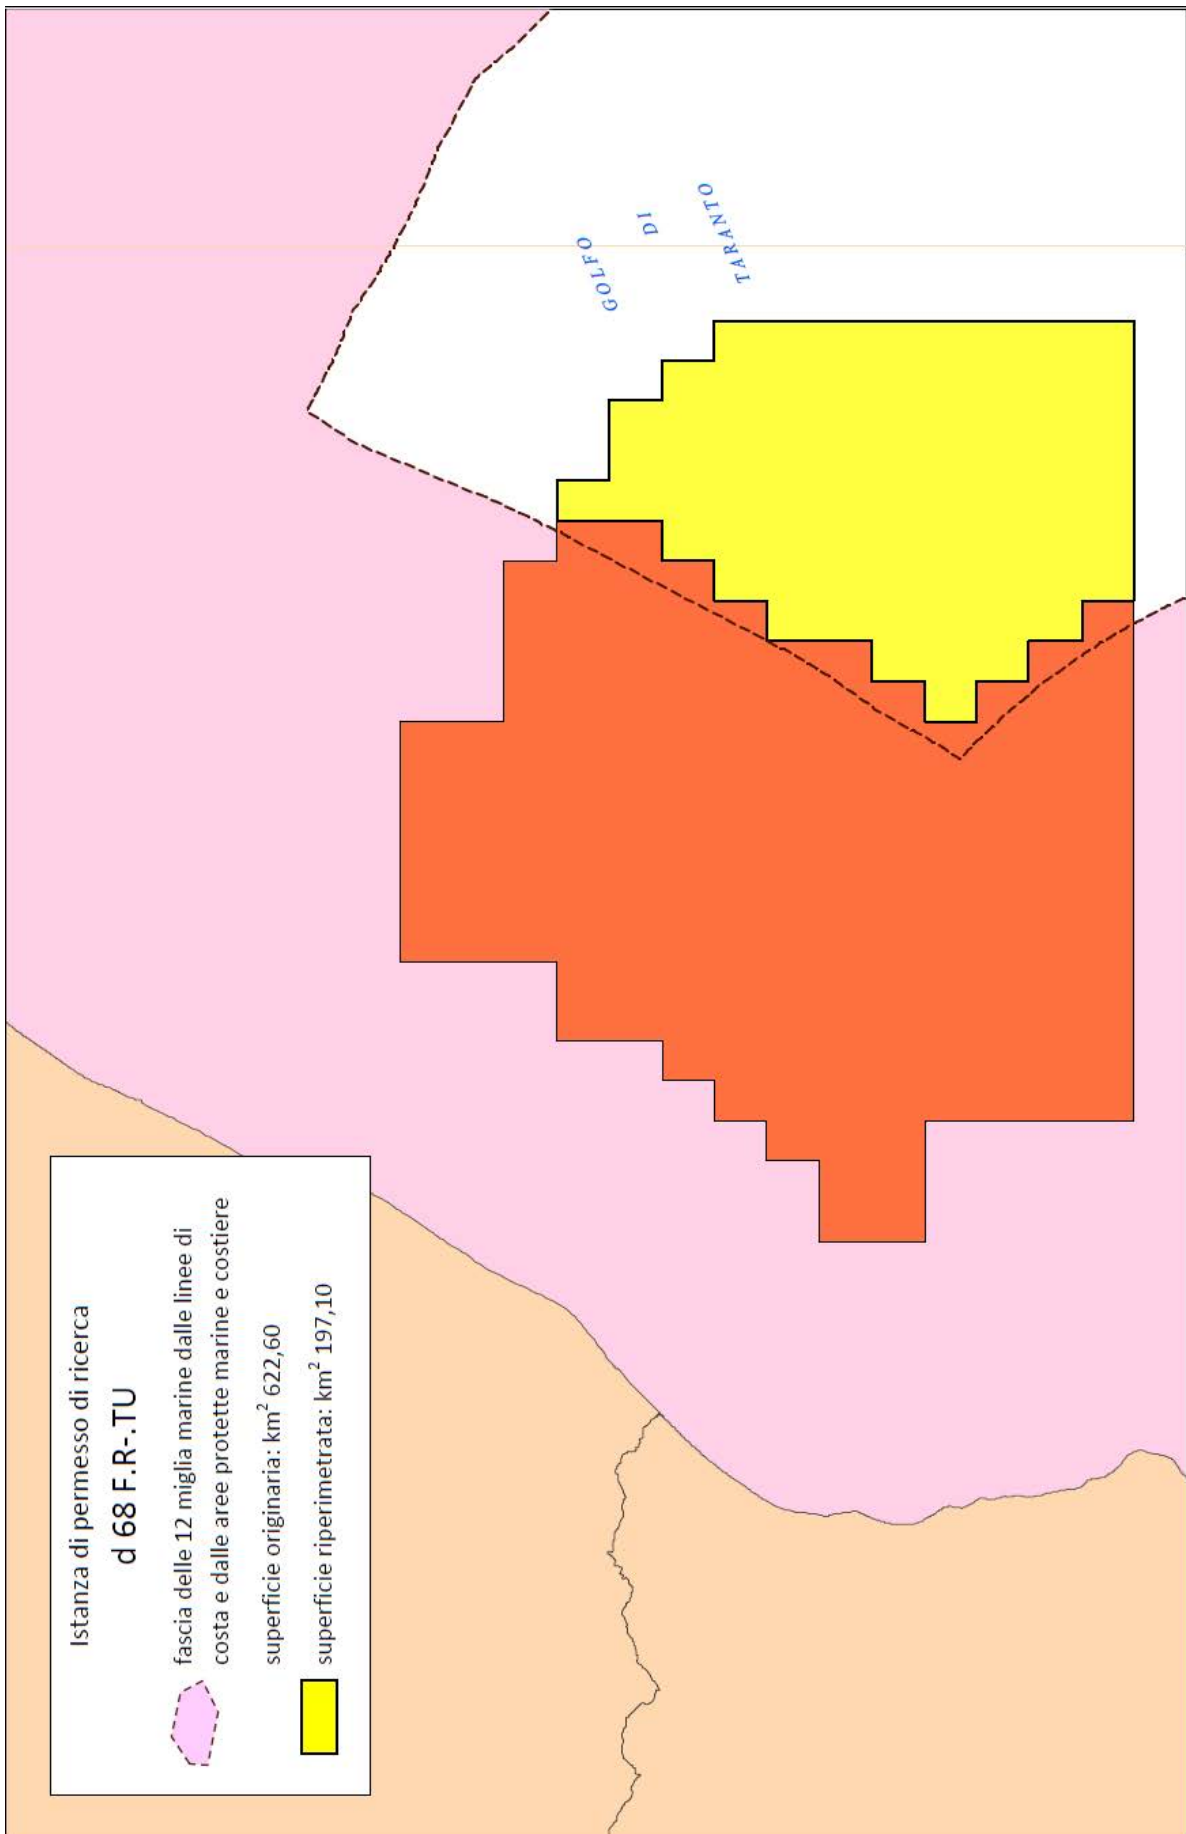 Istanza di permesso di ricerca
d 68 F.R-.TU
fascia delle 12 miglia marine dalle linee di
costa e dalle aree protette marine e costiere
superficie originaria: km² 622,60
superficie riperimetrata: km² 197,10
GOLFO
DI
TARANTO